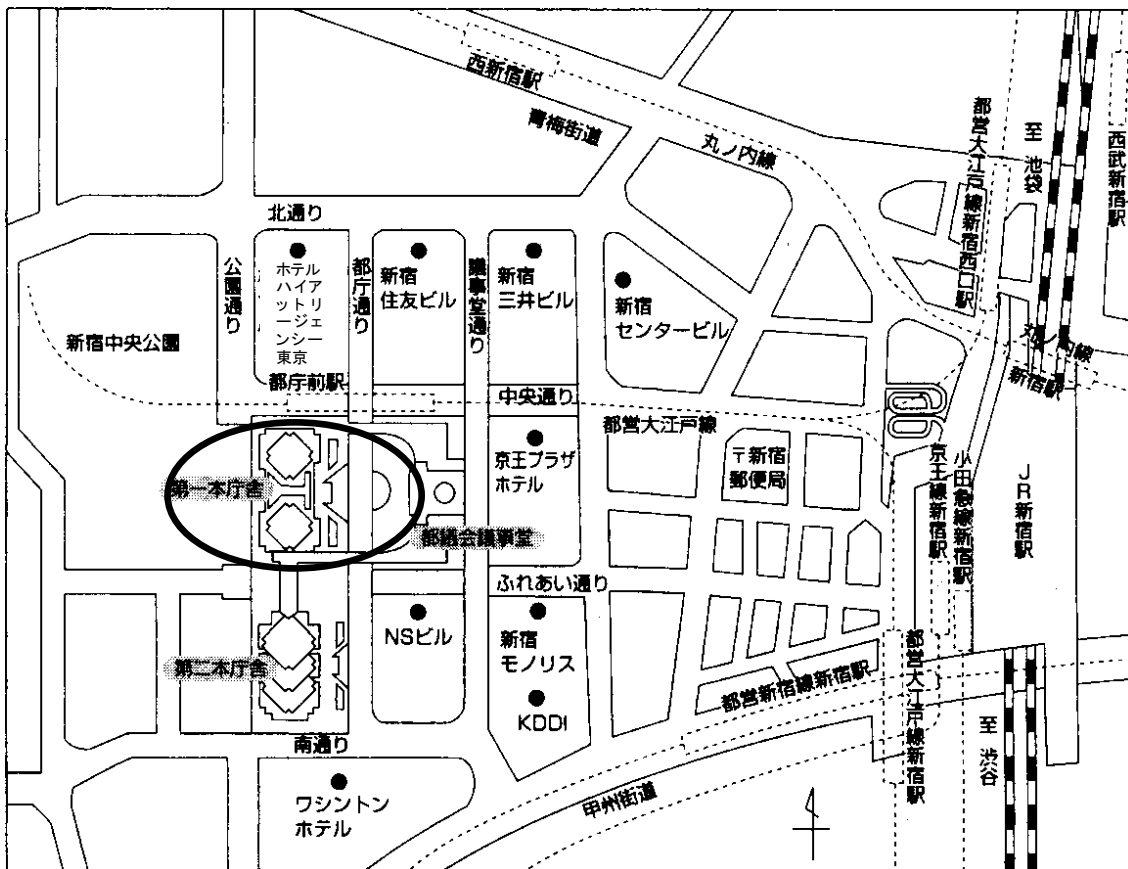 西新宿駅
青梅街道
丸ノ内線
都営大江戸線新宿西口駅
至 池袋
西武新宿駅
北通り
公園通り
ホテル
ハイア
ットリ
ージェ
ンシー
東京
都庁通り
新宿
住友ビル
議事堂通り
新宿
三井ビル
新宿
センタービル
新宿中央公園
丸ノ内線
新宿駅
都庁前駅
中央通り
都営大江戸線
京王プラザ
ホテル
〒新宿
郵便局
京王線新宿駅
小田急線新宿駅
JR新宿駅
第一本庁舎
都議会議事堂
ふれあい通り
NSビル
新宿
モノリス
第二本庁舎
都営新宿線新宿駅
都営大江戸線新宿駅
KDDI
南通り
至 渋谷
ワシントン
ホテル
甲州街道